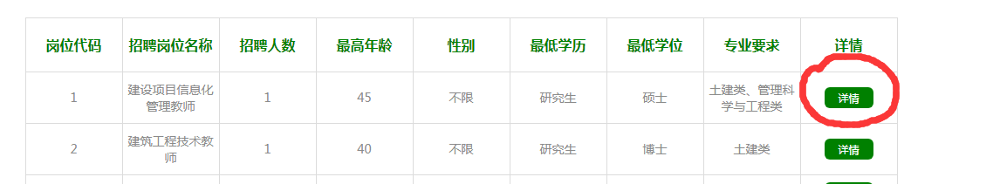 岗位代码 招聘岗位名称 招聘人数 最高年龄 性别 最低学历 最低学位 专业要求 详情
1 建设项目信息化 1 45 不限 研究生 硕士 土建类、管理科 详情
管理教师 学与工程类
2 建筑工程技术教 1 40 不限 研究生 博士 土建类 详情
师